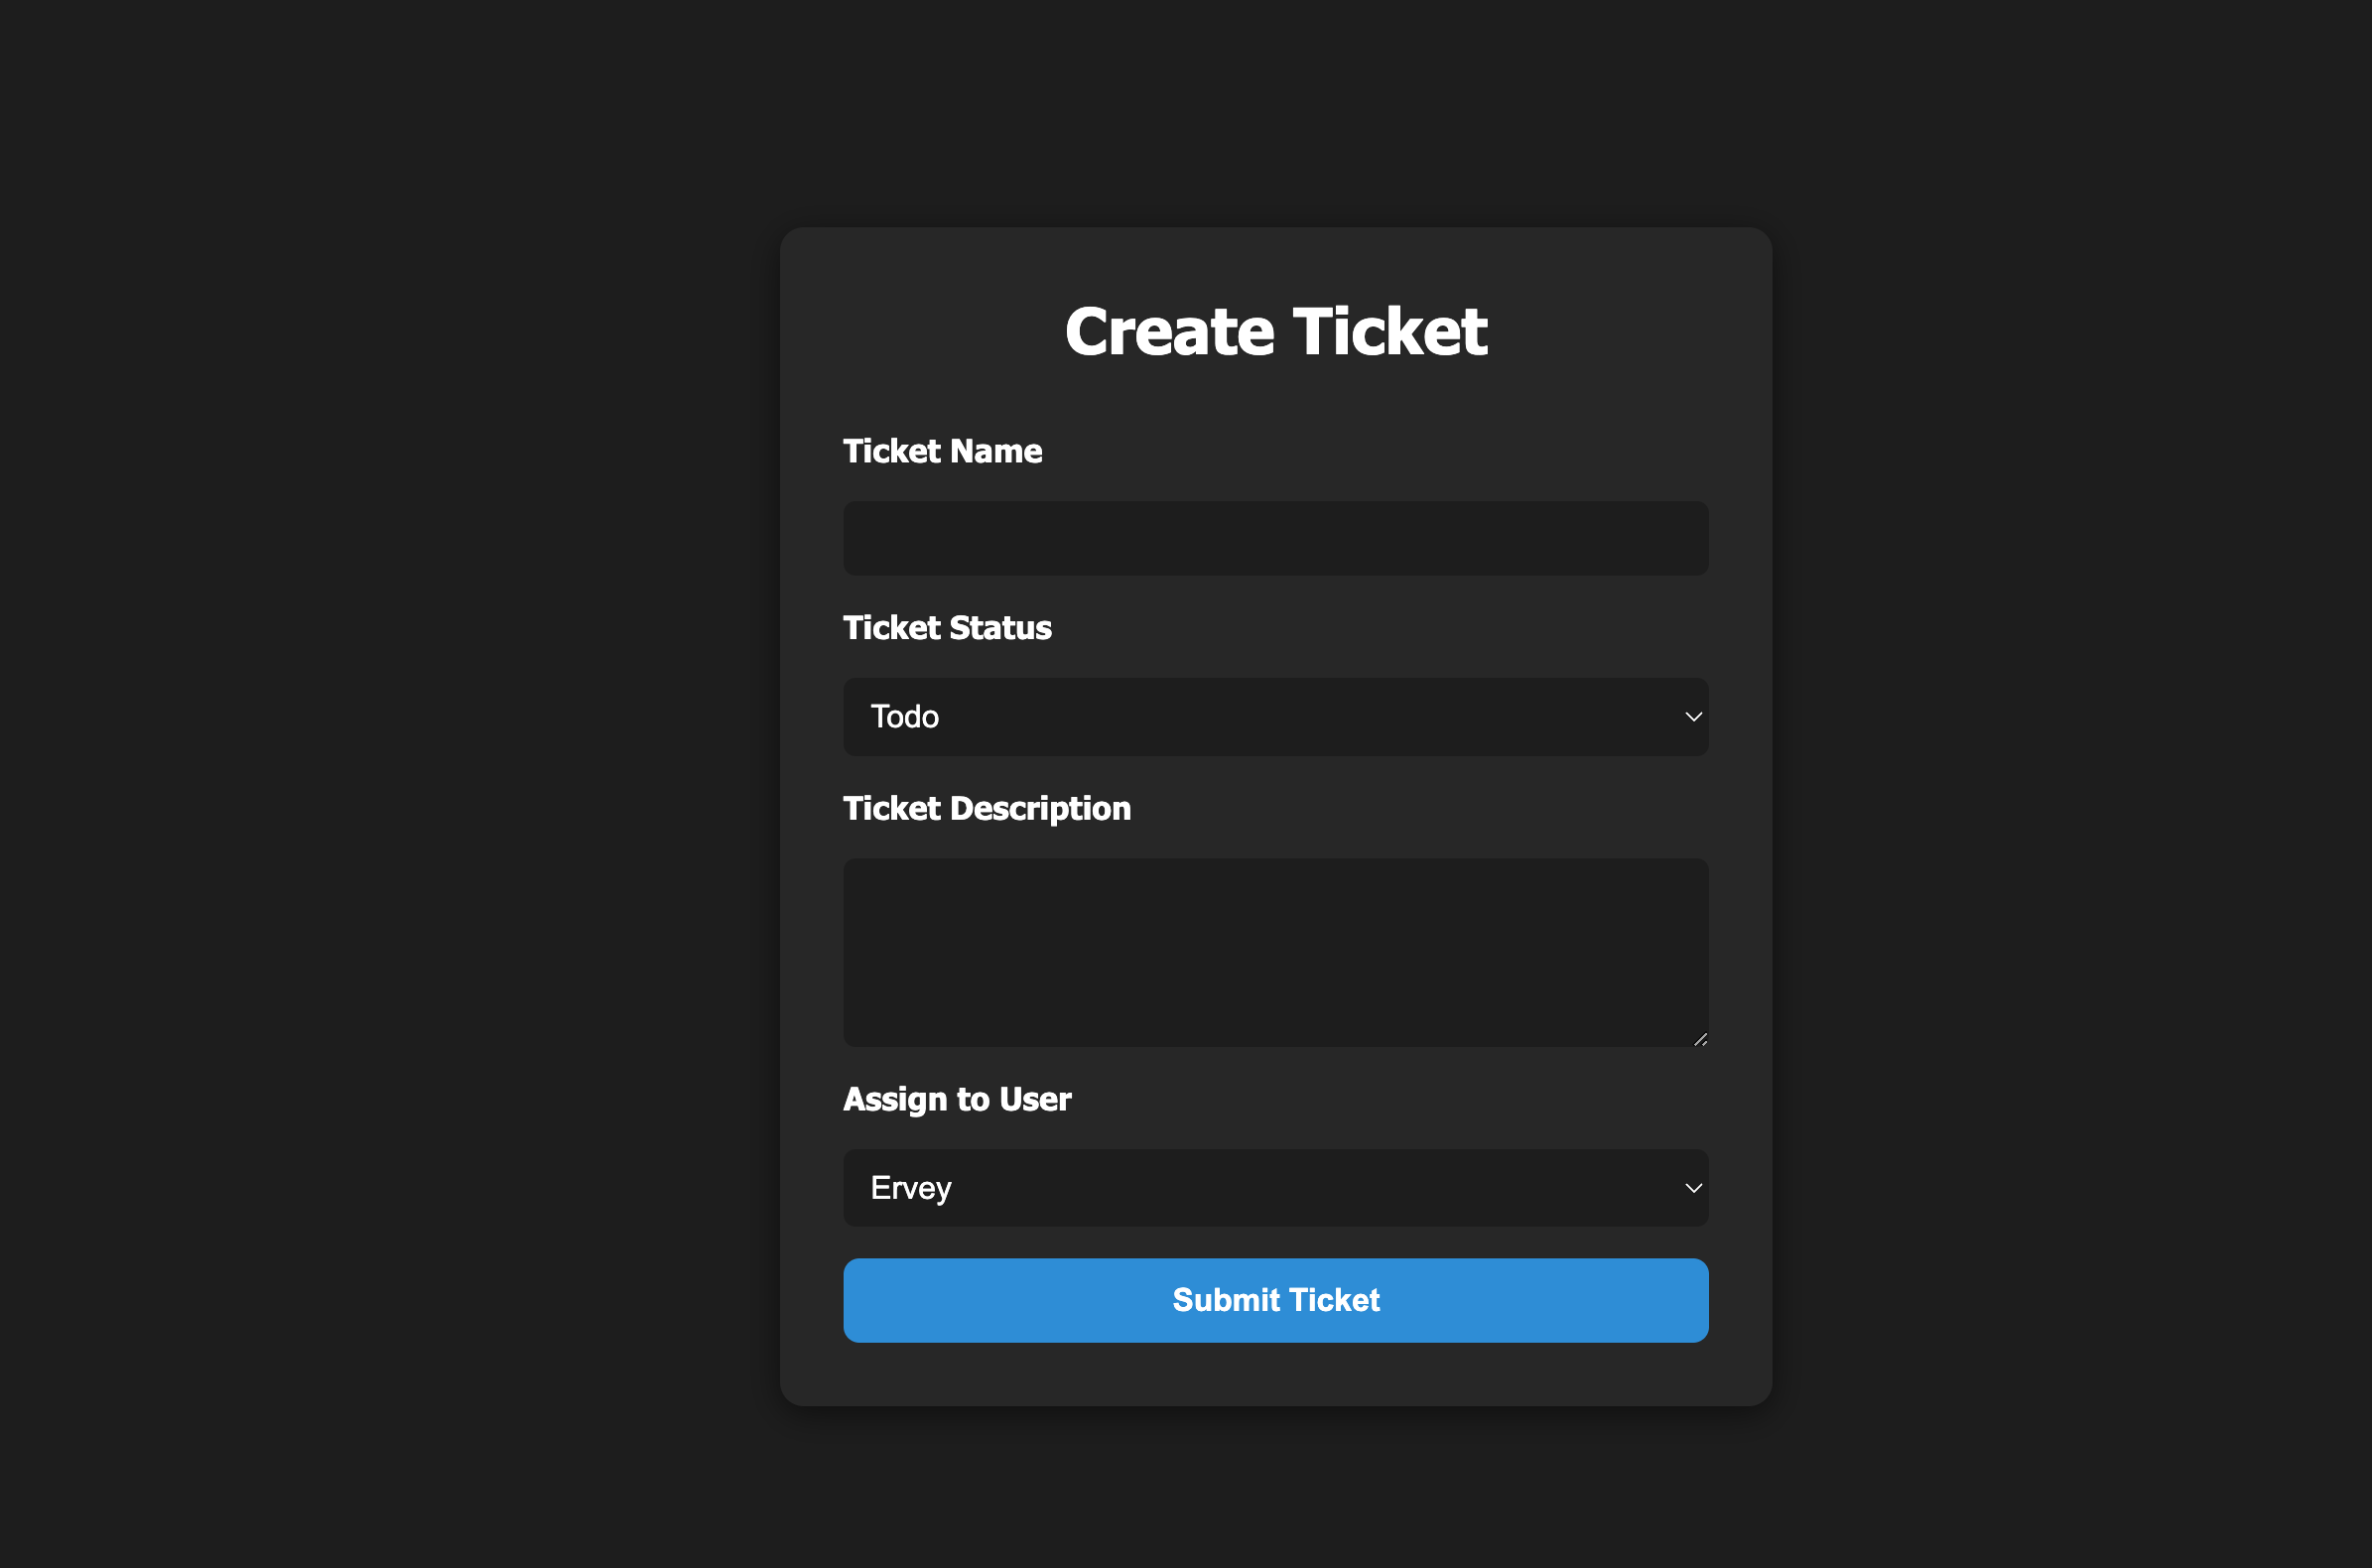 Create Ticket
Ticket Name
Ticket Status
Todo
Ticket Description
Assign to User
Ervey
Submit Ticket